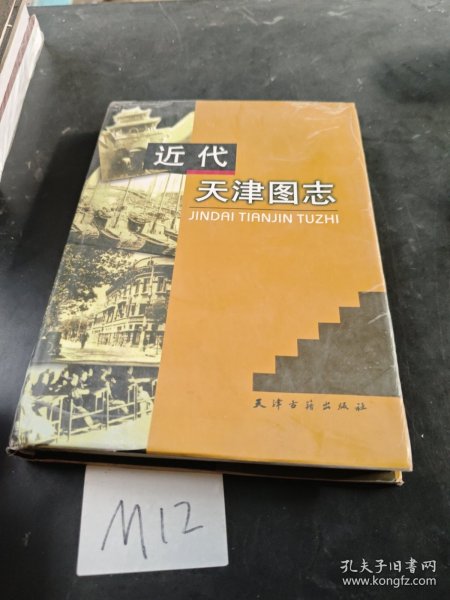 近代
天津图志
JINDAI TIANJIN TUZHI
天津古籍出版社
M12
孔夫子旧书网
www.kongfz.com